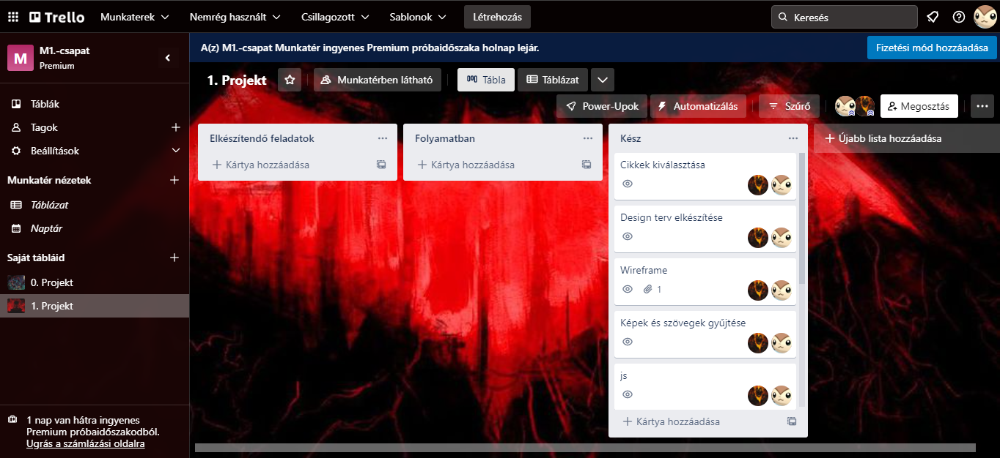 Trello
Munkaterek
Nemrég használt
Csillagozott
Sablonok
Létrehozás
Keresés
M
M1.-csapat
Premium
A(z) M1.-csapat Munkatér ingyenes Premium próbaidőszaka holnap lejár.
Fizetési mód hozzáadása
Táblák
Tagok
Beállítások
Munkatér nézetek
Táblázat
Naptár
Saját tábláid
0. Projekt
1. Projekt
1 nap van hátra ingyenes
Premium próbaidőszakodból.
Ugrás a számlázási oldalra
1. Projekt
Munkatérben látható
Tábla
Táblázat
Power-Upok
Automatizálás
Szűrő
Megosztás
Elkészítendő feladatok
Kártya hozzáadása
Folyamatban
Kártya hozzáadása
Kész
Cikkek kiválasztása
Design terv elkészítése
Wireframe
1
Képek és szövegek gyűjtése
js
Kártya hozzáadása
Újabb lista hozzáadása